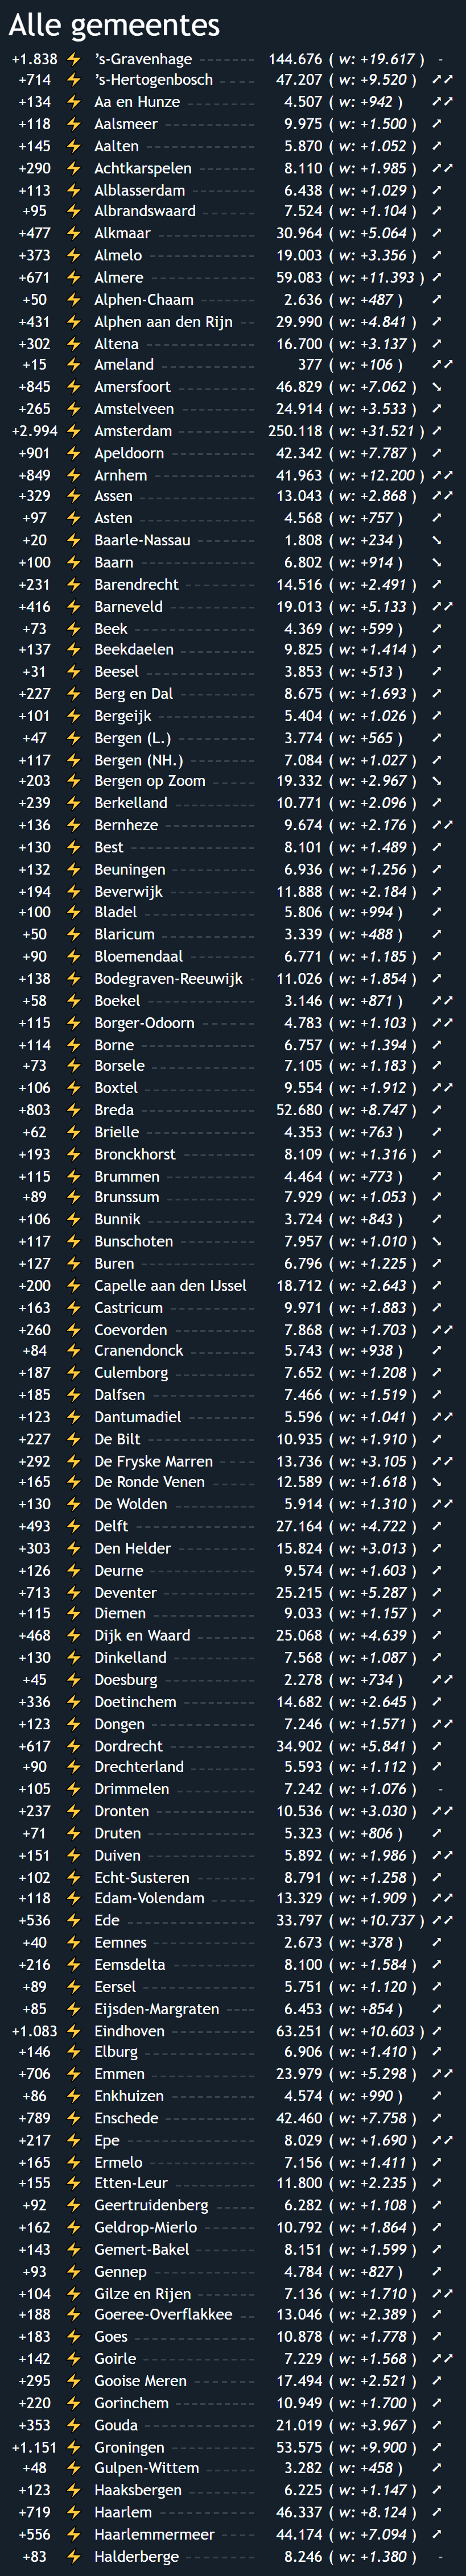 Alle gemeentes
+1.838 ⚡ ’s-Gravenhage 144.676 ( w: +19.617 ) -
+714 ⚡ ’s-Hertogenbosch 47.207 ( w: +9.520 ) ➚➚
+134 ⚡ Aa en Hunze 4.507 ( w: +942 ) ➚➚
+118 ⚡ Aalsmeer 9.975 ( w: +1.500 ) ➚
+145 ⚡ Aalten 5.870 ( w: +1.052 ) ➚
+290 ⚡ Achtkarspelen 8.110 ( w: +1.985 ) ➚➚
+113 ⚡ Alblasserdam 6.438 ( w: +1.029 ) ➚
+95 ⚡ Albrandswaard 7.524 ( w: +1.104 ) ➚
+477 ⚡ Alkmaar 30.964 ( w: +5.064 ) ➚
+373 ⚡ Almelo 19.003 ( w: +3.356 ) ➚
+671 ⚡ Almere 59.083 ( w: +11.393 ) ➚
+50 ⚡ Alphen-Chaam 2.636 ( w: +487 ) ➚
+431 ⚡ Alphen aan den Rijn 29.990 ( w: +4.841 ) ➚
+302 ⚡ Altena 16.700 ( w: +3.137 ) ➚
+15 ⚡ Ameland 377 ( w: +106 ) ➚➚
+845 ⚡ Amersfoort 46.829 ( w: +7.062 ) ➘
+265 ⚡ Amstelveen 24.914 ( w: +3.533 ) ➚
+2.994 ⚡ Amsterdam 250.118 ( w: +31.521 ) ➚
+901 ⚡ Apeldoorn 42.342 ( w: +7.787 ) ➚
+849 ⚡ Arnhem 41.963 ( w: +12.200 ) ➚➚
+329 ⚡ Assen 13.043 ( w: +2.868 ) ➚➚
+97 ⚡ Asten 4.568 ( w: +757 ) ➚
+20 ⚡ Baarle-Nassau 1.808 ( w: +234 ) ➘
+100 ⚡ Baarn 6.802 ( w: +914 ) ➘
+231 ⚡ Barendrecht 14.516 ( w: +2.491 ) ➚
+416 ⚡ Barneveld 19.013 ( w: +5.133 ) ➚➚
+73 ⚡ Beek 4.369 ( w: +599 ) ➚
+137 ⚡ Beekdaelen 9.825 ( w: +1.414 ) ➚
+31 ⚡ Beesel 3.853 ( w: +513 ) ➚
+227 ⚡ Berg en Dal 8.675 ( w: +1.693 ) ➚
+101 ⚡ Bergeijk 5.404 ( w: +1.026 ) ➚
+47 ⚡ Bergen (L.) 3.774 ( w: +565 ) ➚
+117 ⚡ Bergen (NH.) 7.084 ( w: +1.027 ) ➚
+203 ⚡ Bergen op Zoom 19.332 ( w: +2.967 ) ➘
+239 ⚡ Berkelland 10.771 ( w: +2.096 ) ➚
+136 ⚡ Bernheze 9.674 ( w: +2.176 ) ➚➚
+130 ⚡ Best 8.101 ( w: +1.489 ) ➚
+132 ⚡ Beuningen 6.936 ( w: +1.256 ) ➚
+194 ⚡ Beverwijk 11.888 ( w: +2.184 ) ➚
+100 ⚡ Bladel 5.806 ( w: +994 ) ➚
+50 ⚡ Blaricum 3.339 ( w: +488 ) ➚
+90 ⚡ Bloemendaal 6.771 ( w: +1.185 ) ➚
+138 ⚡ Bodegraven-Reeuwijk 11.026 ( w: +1.854 ) ➚
+58 ⚡ Boekel 3.146 ( w: +871 ) ➚➚
+115 ⚡ Borger-Odoorn 4.783 ( w: +1.103 ) ➚➚
+114 ⚡ Borne 6.757 ( w: +1.394 ) ➚
+73 ⚡ Borsele 7.105 ( w: +1.183 ) ➚
+106 ⚡ Boxtel 9.554 ( w: +1.912 ) ➚➚
+803 ⚡ Breda 52.680 ( w: +8.747 ) ➚
+62 ⚡ Brielle 4.353 ( w: +763 ) ➚
+193 ⚡ Bronckhorst 8.109 ( w: +1.316 ) ➚
+115 ⚡ Brummen 4.464 ( w: +773 ) ➚
+89 ⚡ Brunssum 7.929 ( w: +1.053 ) ➚
+106 ⚡ Bunnik 3.724 ( w: +843 ) ➚
+117 ⚡ Bunschoten 7.957 ( w: +1.010 ) ➘
+127 ⚡ Buren 6.796 ( w: +1.225 ) ➚
+200 ⚡ Capelle aan den IJssel 18.712 ( w: +2.643 ) ➚
+163 ⚡ Castricum 9.971 ( w: +1.883 ) ➚
+260 ⚡ Coevorden 7.868 ( w: +1.703 ) ➚➚
+84 ⚡ Cranendonck 5.743 ( w: +938 ) ➚
+187 ⚡ Culemborg 7.652 ( w: +1.208 ) ➚
+185 ⚡ Dalfsen 7.466 ( w: +1.519 ) ➚
+123 ⚡ Dantumadiel 5.596 ( w: +1.041 ) ➚➚
+227 ⚡ De Bilt 10.935 ( w: +1.910 ) ➚
+292 ⚡ De Fryske Marren 13.736 ( w: +3.105 ) ➚➚
+165 ⚡ De Ronde Venen 12.589 ( w: +1.618 ) ➘
+130 ⚡ De Wolden 5.914 ( w: +1.310 ) ➚➚
+493 ⚡ Delft 27.164 ( w: +4.722 ) ➚
+303 ⚡ Den Helder 15.824 ( w: +3.013 ) ➚
+126 ⚡ Deurne 9.574 ( w: +1.603 ) ➚
+713 ⚡ Deventer 25.215 ( w: +5.287 ) ➚
+115 ⚡ Diemen 9.033 ( w: +1.157 ) ➚
+468 ⚡ Dijk en Waard 25.068 ( w: +4.639 ) ➚
+130 ⚡ Dinkelland 7.568 ( w: +1.087 ) ➚
+45 ⚡ Doesburg 2.278 ( w: +734 ) ➚➚
+336 ⚡ Doetinchem 14.682 ( w: +2.645 ) ➚
+123 ⚡ Dongen 7.246 ( w: +1.571 ) ➚➚
+617 ⚡ Dordrecht 34.902 ( w: +5.841 ) ➚
+90 ⚡ Drechterland 5.593 ( w: +1.112 ) ➚
+105 ⚡ Drimmelen 7.242 ( w: +1.076 ) -
+237 ⚡ Dronten 10.536 ( w: +3.030 ) ➚➚
+71 ⚡ Druten 5.323 ( w: +806 ) ➚
+151 ⚡ Duiven 5.892 ( w: +1.986 ) ➚➚
+102 ⚡ Echt-Susteren 8.791 ( w: +1.258 ) ➚
+118 ⚡ Edam-Volendam 13.329 ( w: +1.909 ) ➚➚
+536 ⚡ Ede 33.797 ( w: +10.737 ) ➚➚
+40 ⚡ Eemnes 2.673 ( w: +378 ) ➚
+216 ⚡ Eemsdelta 8.100 ( w: +1.584 ) ➚
+89 ⚡ Eersel 5.751 ( w: +1.120 ) ➚
+85 ⚡ Eijsden-Margraten 6.453 ( w: +854 ) ➚
+1.083 ⚡ Eindhoven 63.251 ( w: +10.603 ) ➚
+146 ⚡ Elburg 6.906 ( w: +1.410 ) ➚
+706 ⚡ Emmen 23.979 ( w: +5.298 ) ➚➚
+86 ⚡ Enkhuizen 4.574 ( w: +990 ) ➚
+789 ⚡ Enschede 42.460 ( w: +7.758 ) ➚
+217 ⚡ Epe 8.029 ( w: +1.690 ) ➚➚
+165 ⚡ Ermelo 7.156 ( w: +1.411 ) ➚
+155 ⚡ Etten-Leur 11.800 ( w: +2.235 ) ➚
+92 ⚡ Geertruidenberg 6.282 ( w: +1.108 ) ➚
+162 ⚡ Geldrop-Mierlo 10.792 ( w: +1.864 ) ➚
+143 ⚡ Gemert-Bakel 8.151 ( w: +1.599 ) ➚
+93 ⚡ Gennep 4.784 ( w: +827 ) ➚
+104 ⚡ Gilze en Rijen 7.136 ( w: +1.710 ) ➚➚
+188 ⚡ Goeree-Overflakkee 13.046 ( w: +2.389 ) ➚
+183 ⚡ Goes 10.878 ( w: +1.778 ) ➚
+142 ⚡ Goirle 7.229 ( w: +1.568 ) ➚➚
+295 ⚡ Gooise Meren 17.494 ( w: +2.521 ) ➚
+220 ⚡ Gorinchem 10.949 ( w: +1.700 ) ➚
+353 ⚡ Gouda 21.019 ( w: +3.967 ) ➚
+1.151 ⚡ Groningen 53.575 ( w: +9.900 ) ➚
+48 ⚡ Gulpen-Wittem 3.282 ( w: +458 ) ➚
+123 ⚡ Haaksbergen 6.225 ( w: +1.147 ) ➚
+719 ⚡ Haarlem 46.337 ( w: +8.124 ) ➚
+556 ⚡ Haarlemmermeer 44.174 ( w: +7.094 ) ➚
+83 ⚡ Halderberge 8.246 ( w: +1.380 ) -